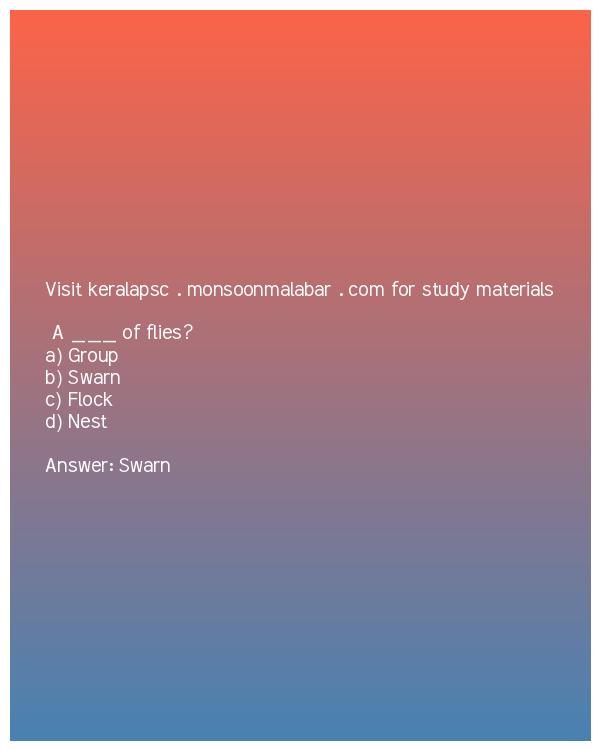 Visit keralapsc . monsoonmalabar . com for study materials
A ___ of flies?
a) Group
b) Swarn
c) Flock
d) Nest
Answer: Swarn